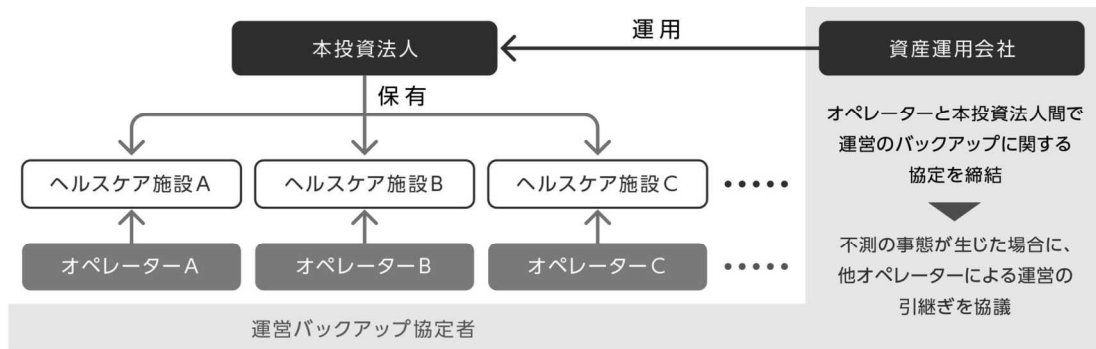 運用
本投資法人
資産運用会社
保有
オペレーターと本投資法人間で
運営のバックアップに関する
協定を締結
ヘルスケア施設A
ヘルスケア施設B
ヘルスケア施設C
•••••
オペレーターA
オペレーターB
オペレーターC
•••••
不測の事態が生じた場合に、
他オペレーターによる運営の
引継ぎを協議
運営バックアップ協定者